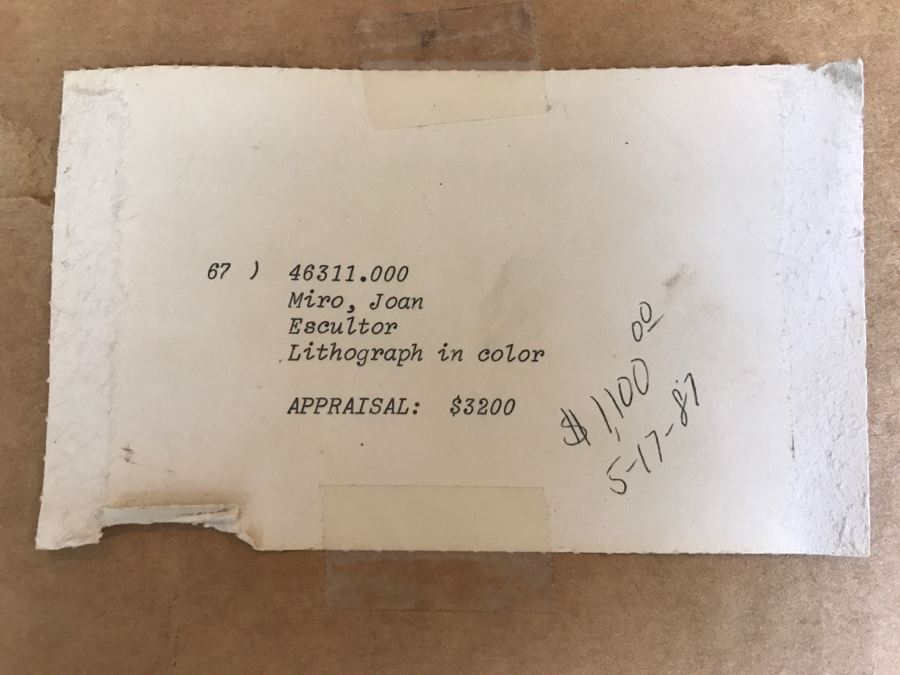 67 ) 46311.000
Miro, Joan
Escultor
Lithograph in color
APPRAISAL: $3200
$1,100 00
5-17-87